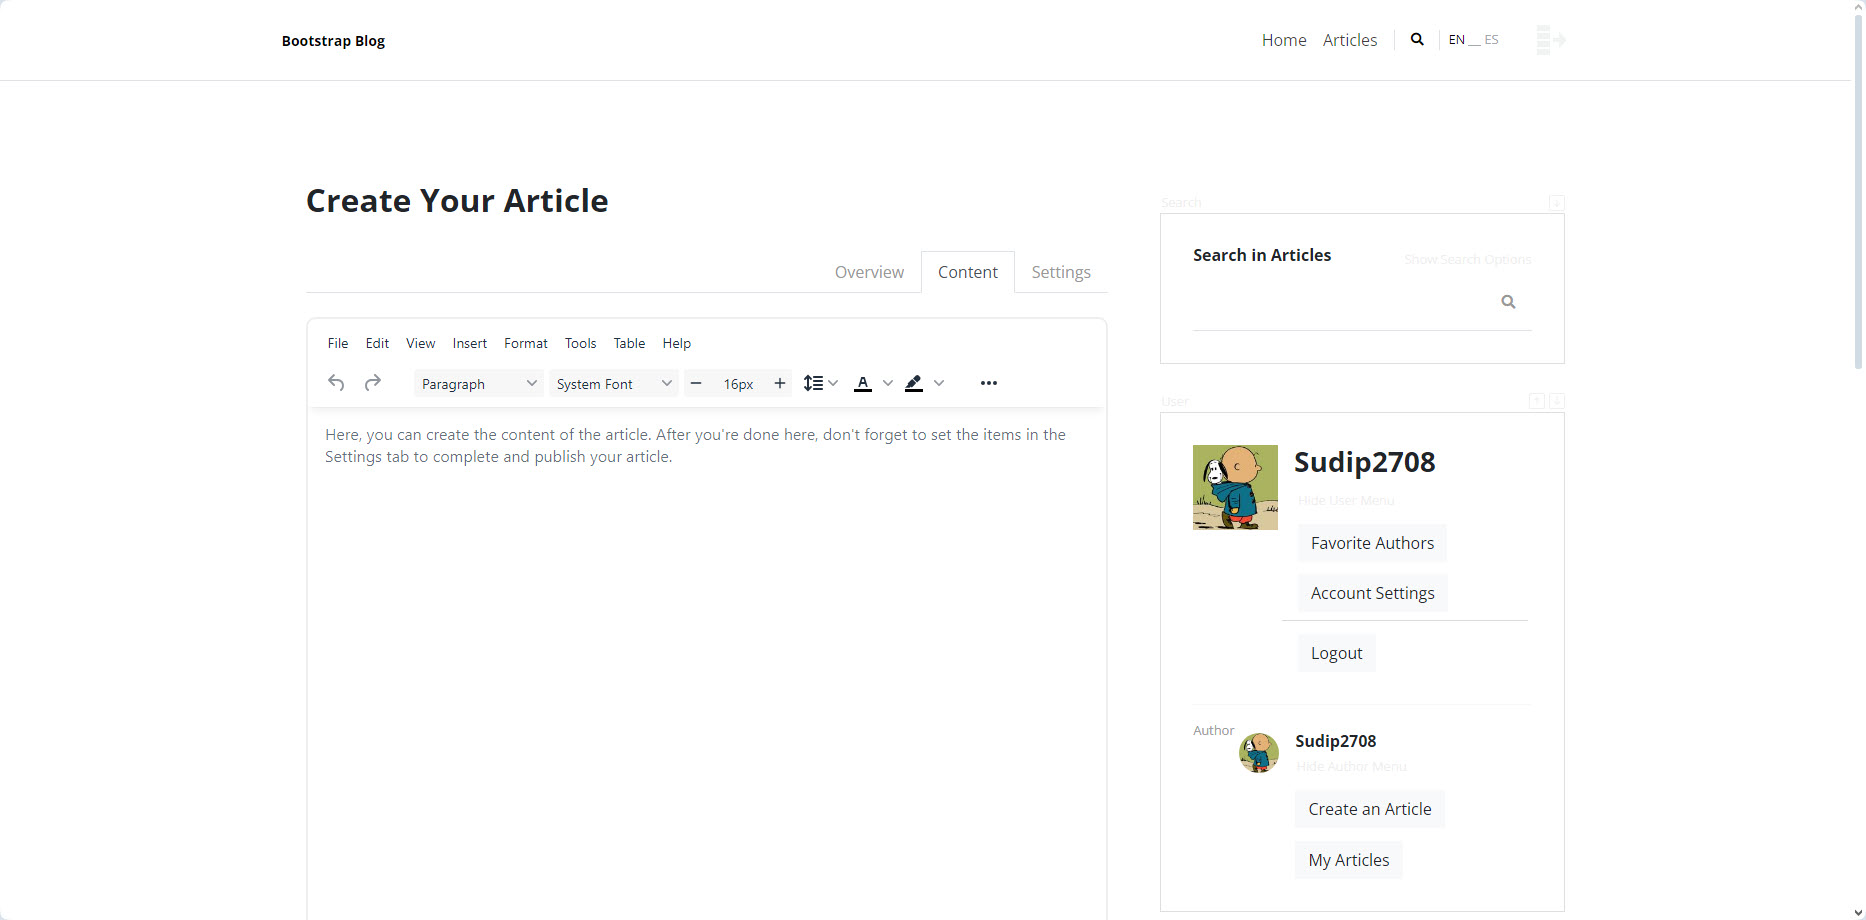 Bootstrap Blog
Home Articles EN __ ES
Create Your Article
Overview Content Settings
File Edit View Insert Format Tools Table Help
Paragraph System Font 16px A
Here, you can create the content of the article. After you're done here, don't forget to set the items in the
Settings tab to complete and publish your article.
Search
Search in Articles Show Search Options
User
Sudip2708
Hide User Menu
Favorite Authors
Account Settings
Logout
Author
Sudip2708
Hide Author Menu
Create an Article
My Articles